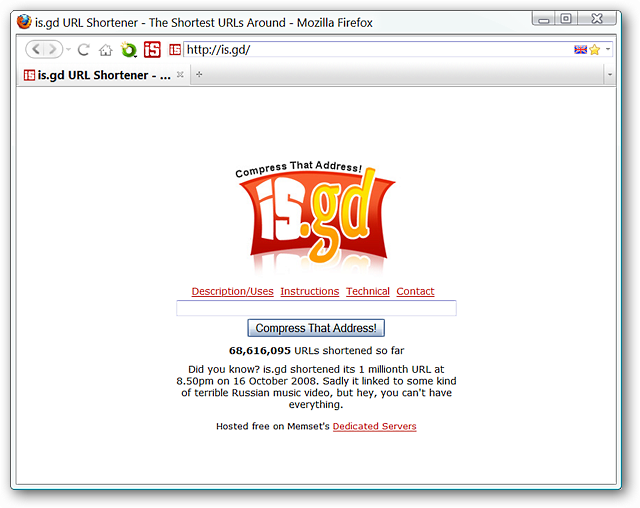 is.gd URL Shortener - The Shortest URLs Around - Mozilla Firefox
http://is.gd/
is.gd URL Shortener - ...
Compress That Address!
is.gd
Description/Uses Instructions Technical Contact
Compress That Address!
68,616,095 URLs shortened so far
Did you know? is.gd shortened its 1 millionth URL at
8.50pm on 16 October 2008. Sadly it linked to some kind
of terrible Russian music video, but hey, you can't have
everything.
Hosted free on Memset's Dedicated Servers